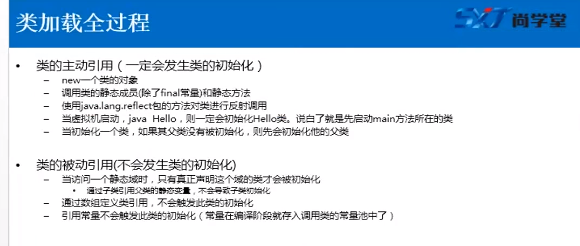 类加载全过程
SXT 尚学堂
• 类的主动引用（一定会发生类的初始化）
– new一个类的对象
– 调用类的静态成员(除了final常量)和静态方法
– 使用java.lang.reflect包的方法对类进行反射调用
– 当虚拟机启动，java Hello，则一定会初始化Hello类。说白了就是先启动main方法所在的类
– 当初始化一个类，如果其父类没有被初始化，则先会初始化他的父类
• 类的被动引用(不会发生类的初始化)
– 当访问一个静态域时，只有真正声明这个域的类才会被初始化
• 通过子类引用父类的静态变量，不会导致子类初始化
– 通过数组定义类引用，不会触发此类的初始化
– 引用常量不会触发此类的初始化（常量在编译阶段就存入调用类的常量池中了）